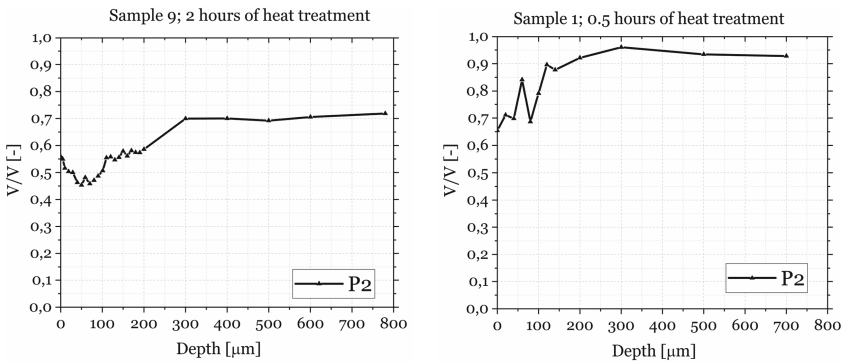 Sample 9; 2 hours of heat treatment
1,0
0,9
0,8
0,7
0,6
0,5
0,4
0,3
0,2
0,1
0,0
V/V [-]
P2
0 100 200 300 400 500 600 700 800
Depth [μm]
Sample 1; 0.5 hours of heat treatment
1,0
0,9
0,8
0,7
0,6
0,5
0,4
0,3
0,2
0,1
0,0
V/V [-]
P2
0 100 200 300 400 500 600 700 800
Depth [μm]